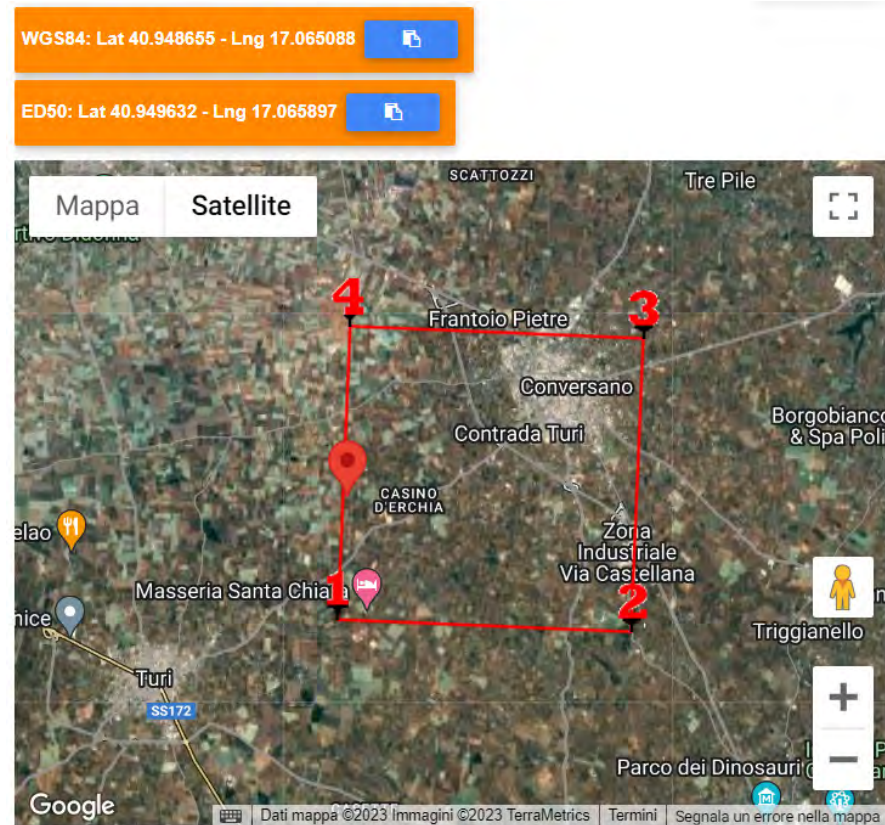 WGS84: Lat 40.948655 - Lng 17.065088
ED50: Lat 40.949632 - Lng 17.065897
Mappa
Satellite
SCATTOZZI
Tre Pile
4
3
Frantoio Pietre
Conversano
Borgobianco
& Spa Poli
Contrada Turi
CASINO
D'ERCHIA
elao
Zona
Industriale
Via Castellana
Masseria Santa Chia
1
2
nice
Triggianello
Turi
SS172
Parco dei Dinosauri
Google
Dati mappa ©2023 Immagini ©2023 TerraMetrics
Termini
Segnala un errore nella mappa